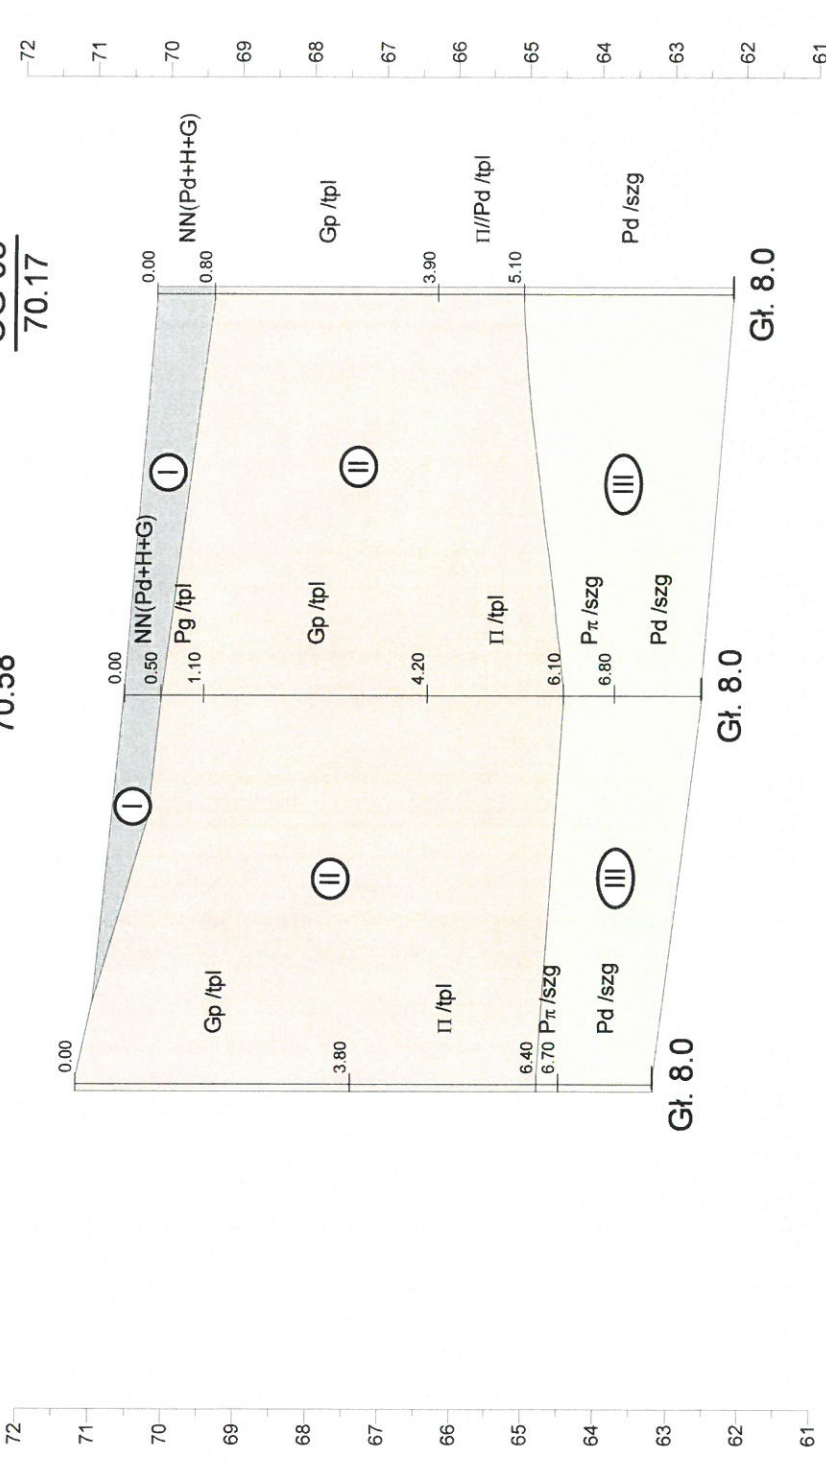 70.58
70.17
72
71
70
69
68
67
66
65
64
63
62
61
0.00
Gp /tpl
3.80
Π /tpl
6.40
6.70
Pπ /szg
Pd /szg
Gł. 8.0
I
II
III
0.00
NN(Pd+H+G)
0.50
Pg /tpl
1.10
Gp /tpl
4.20
Π /tpl
6.10
Pπ /szg
6.80
Pd /szg
Gł. 8.0
I
II
III
0.00
NN(Pd+H+G)
0.80
Gp /tpl
3.90
Π//Pd /tpl
5.10
Pd /szg
Gł. 8.0
72
71
70
69
68
67
66
65
64
63
62
61